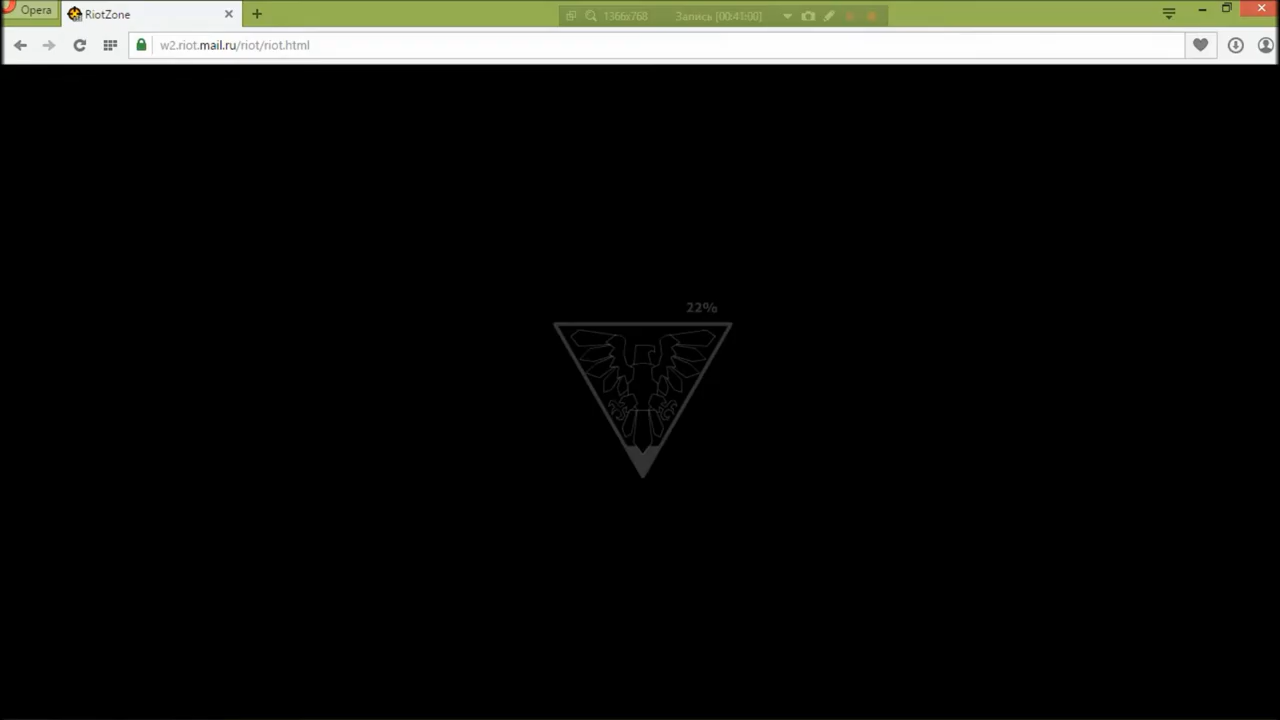 Opera
RiotZone
1366x768
Запись [00:41:00]
w2.riot.mail.ru/riot/riot.html
22%